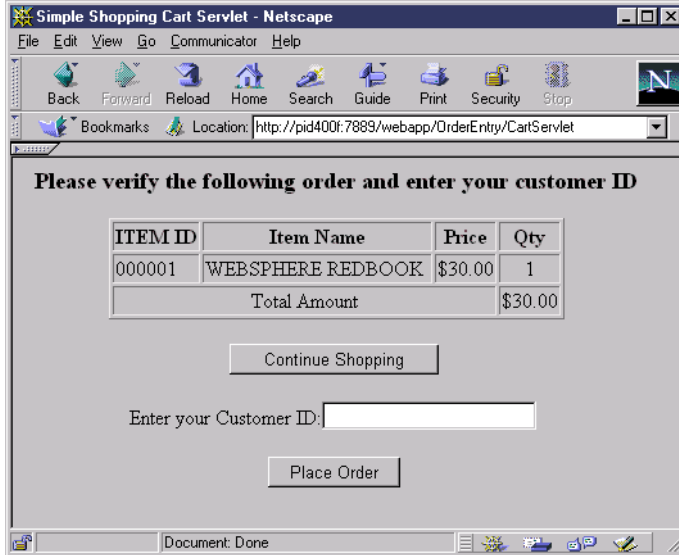 Simple Shopping Cart Servlet - Netscape
File Edit View Go Communicator Help
Back Forward Reload Home Search Guide Print Security Stop
N
Bookmarks Location: http://pid400f:7889/webapp/OrderEntry/CartServlet
Please verify the following order and enter your customer ID
ITEM ID Item Name Price Qty
000001 WEBSPHERE REDBOOK $30.00 1
Total Amount $30.00
Continue Shopping
Enter your Customer ID:
Place Order
Document: Done